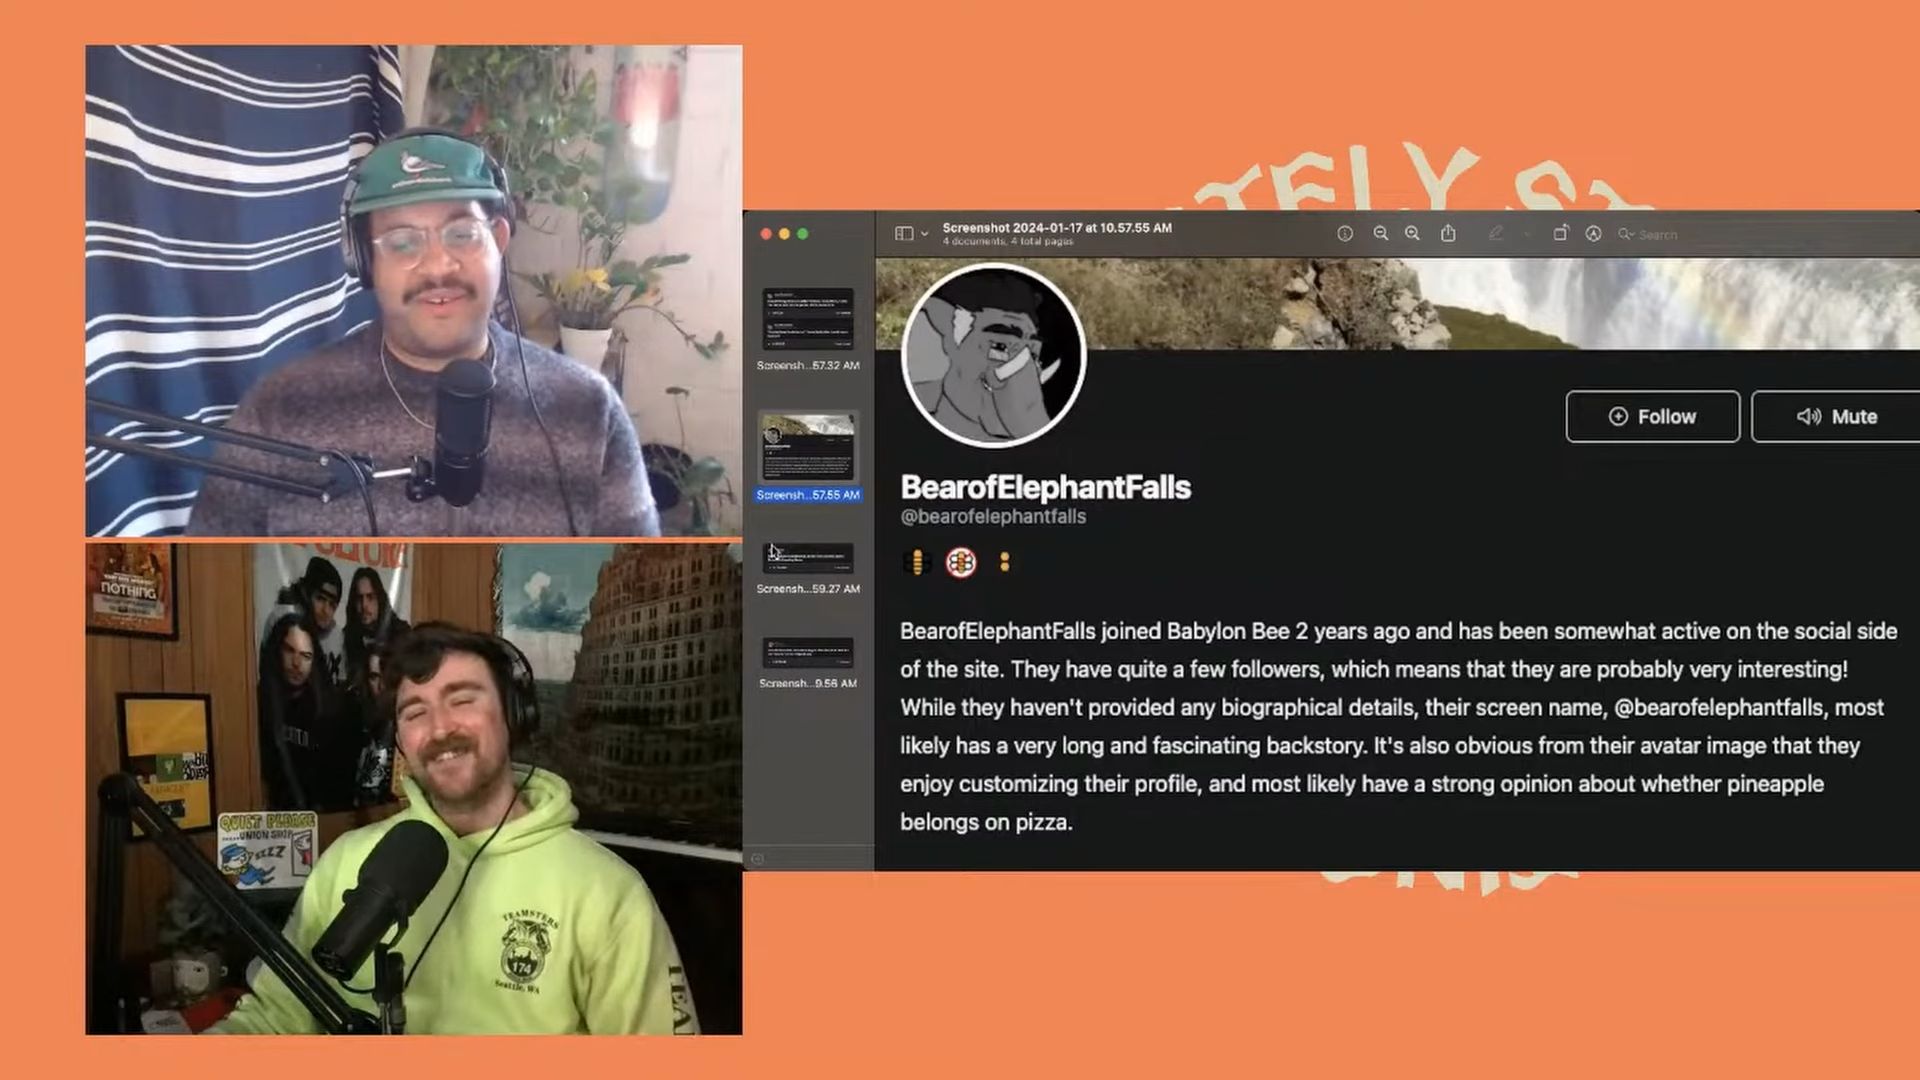 TELY ST
Screenshot 2024-01-17 at 10.57.55 AM
4 documents, 4 total pages
Search
Screensh...57.32 AM
Screensh...57.55 AM
Screensh...59.27 AM
Screensh...9.56 AM
Follow
Mute
BearofElephantFalls
@bearofelephantfalls
BearofElephantFalls joined Babylon Bee 2 years ago and has been somewhat active on the social side
of the site. They have quite a few followers, which means that they are probably very interesting!
While they haven't provided any biographical details, their screen name, @bearofelephantfalls, most
likely has a very long and fascinating backstory. It's also obvious from their avatar image that they
enjoy customizing their profile, and most likely have a strong opinion about whether pineapple
belongs on pizza.
NOTHING
QUIET PLEASE
UNION SHOP
ZZZ
TEAMSTERS
174
Seattle, WA
TEA